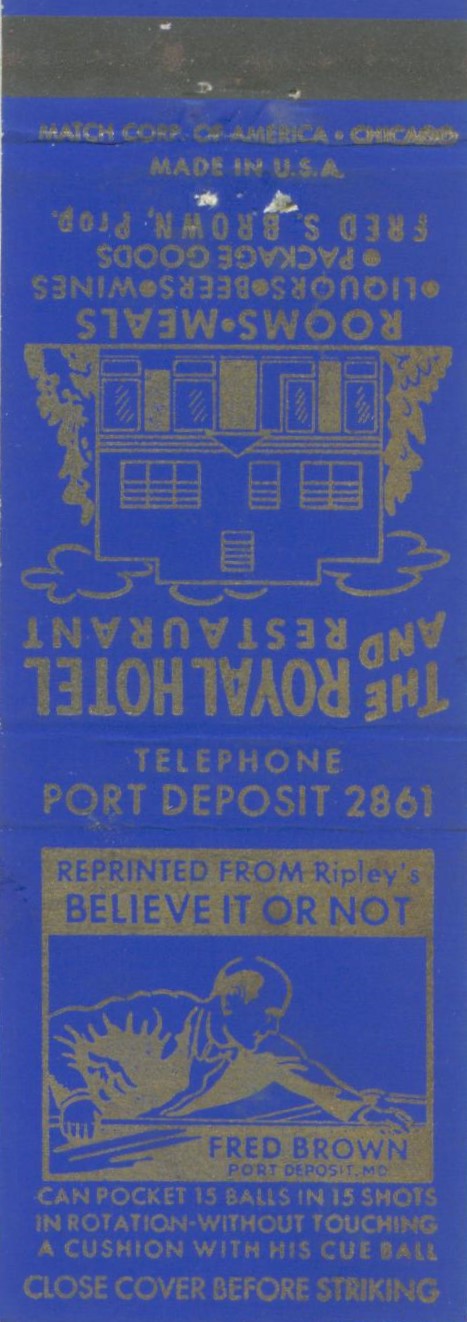 MATCH CORP. OF AMERICA • CHICAGO
MADE IN U.S.A.
THE ROYAL HOTEL
AND RESTAURANT
ROOMS•MEALS
•LIQUORS•BEERS•WINES
•PACKAGE GOODS
FRED S. BROWN, Prop.
TELEPHONE
PORT DEPOSIT 2861
REPRINTED FROM Ripley's
BELIEVE IT OR NOT
FRED BROWN
PORT DEPOSIT, MD.
CAN POCKET 15 BALLS IN 15 SHOTS
IN ROTATION-WITHOUT TOUCHING
A CUSHION WITH HIS CUE BALL
CLOSE COVER BEFORE STRIKING